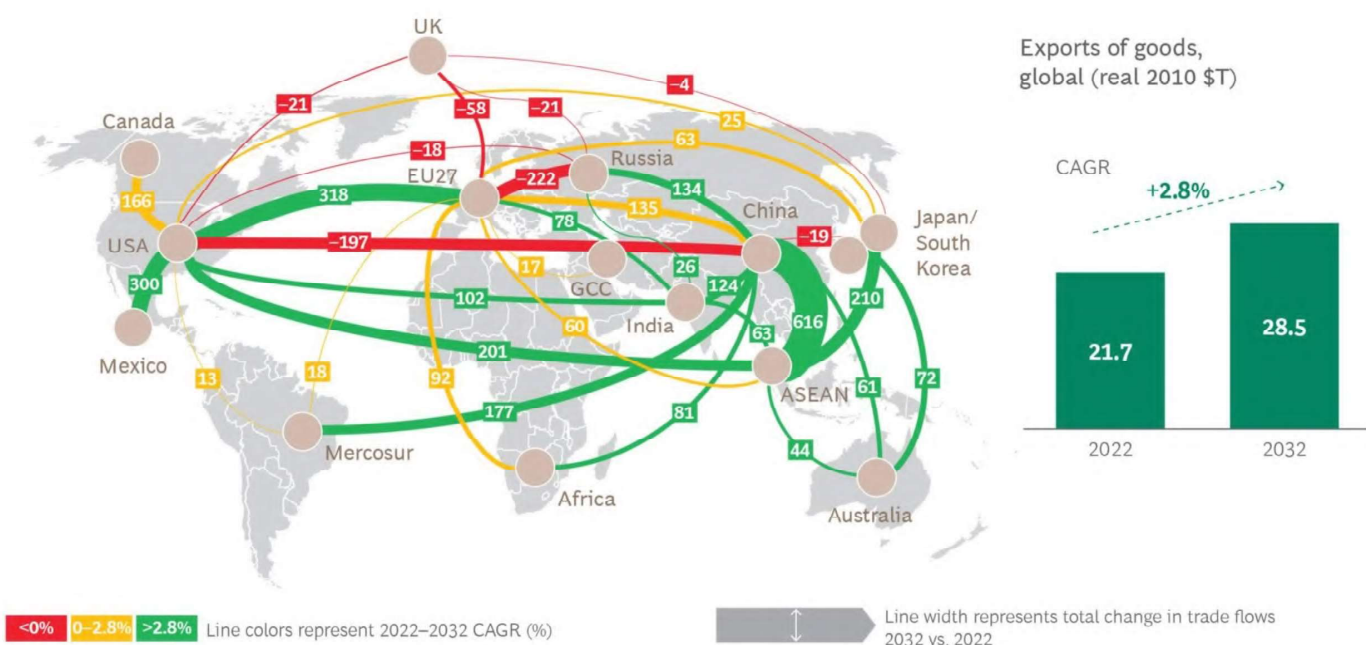 UK
Exports of goods,
global (real 2010 $T)
–4
–21
–58
–21
Canada
25
63
–18
Russia
CAGR
EU27
–222
134
+2.8%
166
318
135
China
78
Japan/
South
Korea
USA
–197
–19
17
26
GCC
300
102
124
210
India
63
616
60
28.5
21.7
201
Mexico
13
18
92
ASEAN
61
72
177
81
Mercosur
44
2022
2032
Africa
Australia
<0%
0–2.8%
>2.8%
Line colors represent 2022–2032 CAGR (%)
Line width represents total change in trade flows
2032 vs. 2022